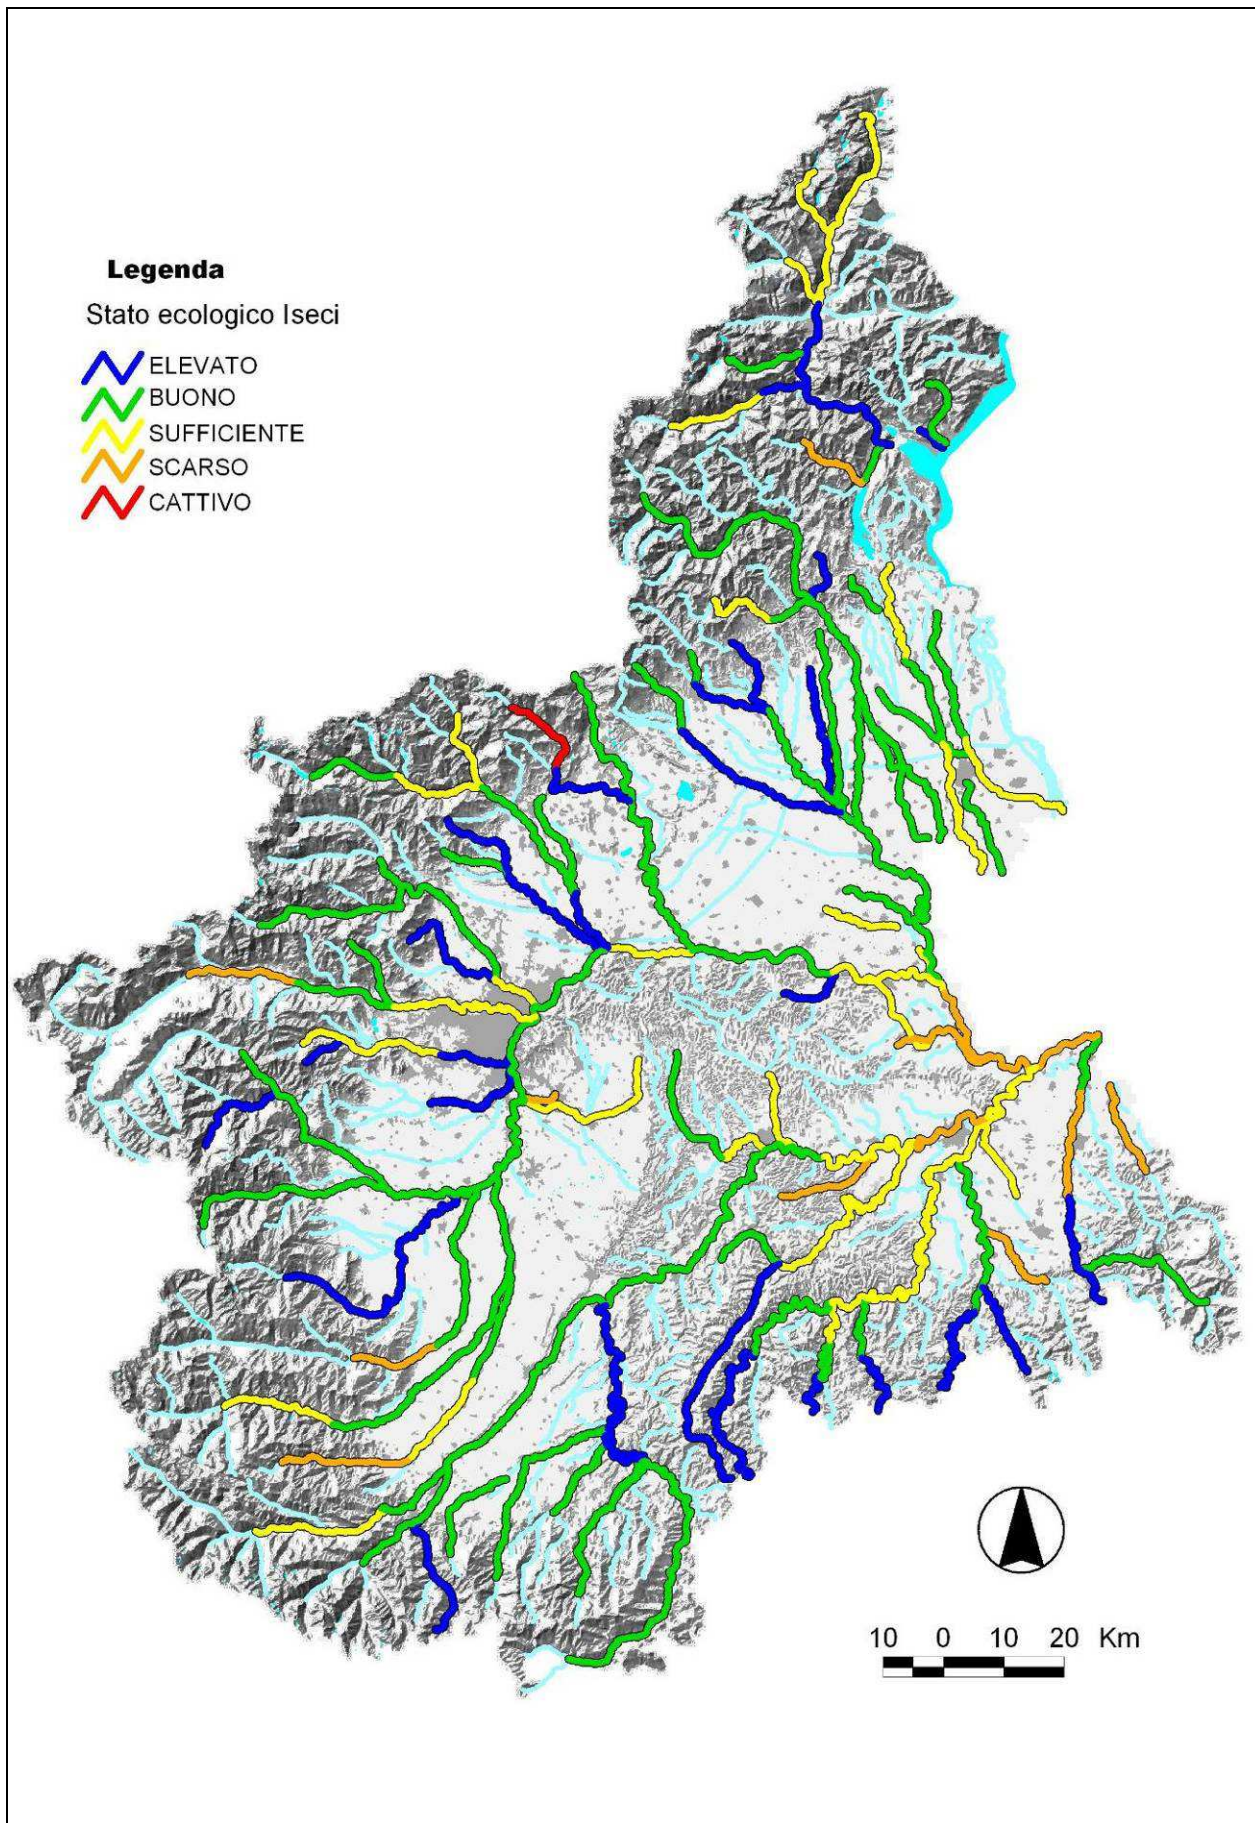 Legenda
Stato ecologico Iseci
ELEVATO
BUONO
SUFFICIENTE
SCARSO
CATTIVO
10 0 10 20 Km